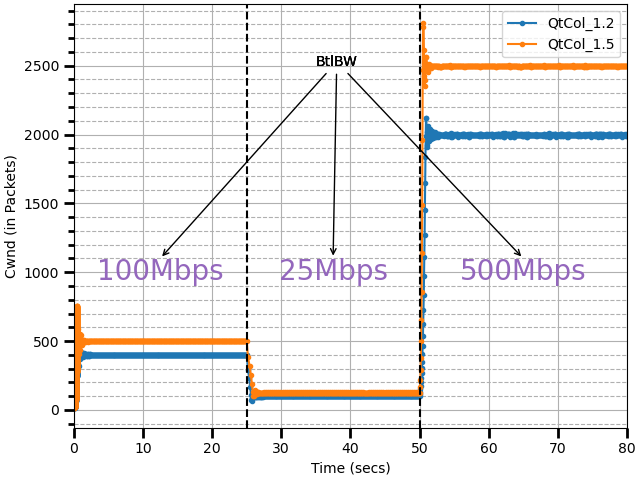 QtCol_1.2
QtCol_1.5
BtlBW
100Mbps
25Mbps
500Mbps
2500
2000
1500
1000
500
0
Cwnd (in Packets)
0 10 20 30 40 50 60 70 80
Time (secs)